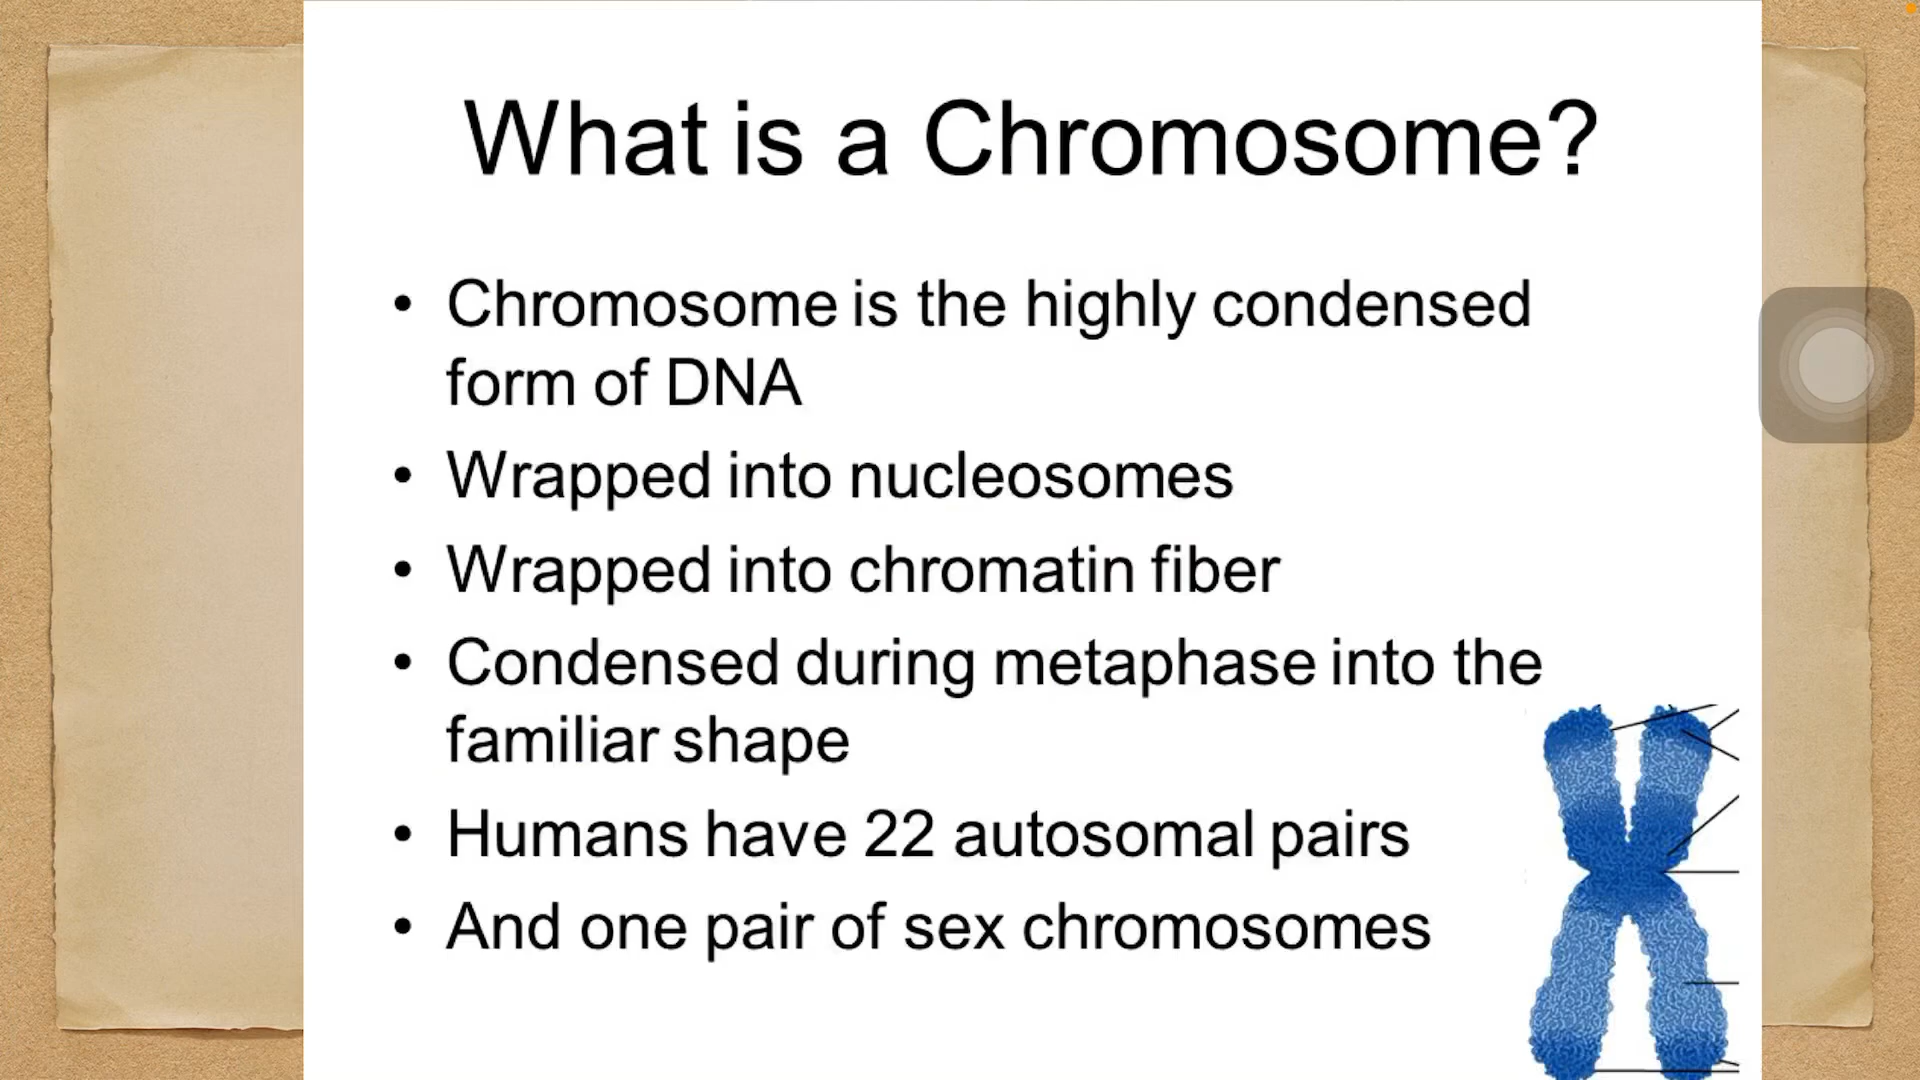 What is a Chromosome?
• Chromosome is the highly condensed
form of DNA
• Wrapped into nucleosomes
• Wrapped into chromatin fiber
• Condensed during metaphase into the
familiar shape
• Humans have 22 autosomal pairs
• And one pair of sex chromosomes